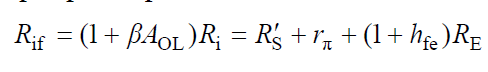 R_if = (1 + βA_OL)R_i = R′_S + r_π + (1 + h_fe)R_E